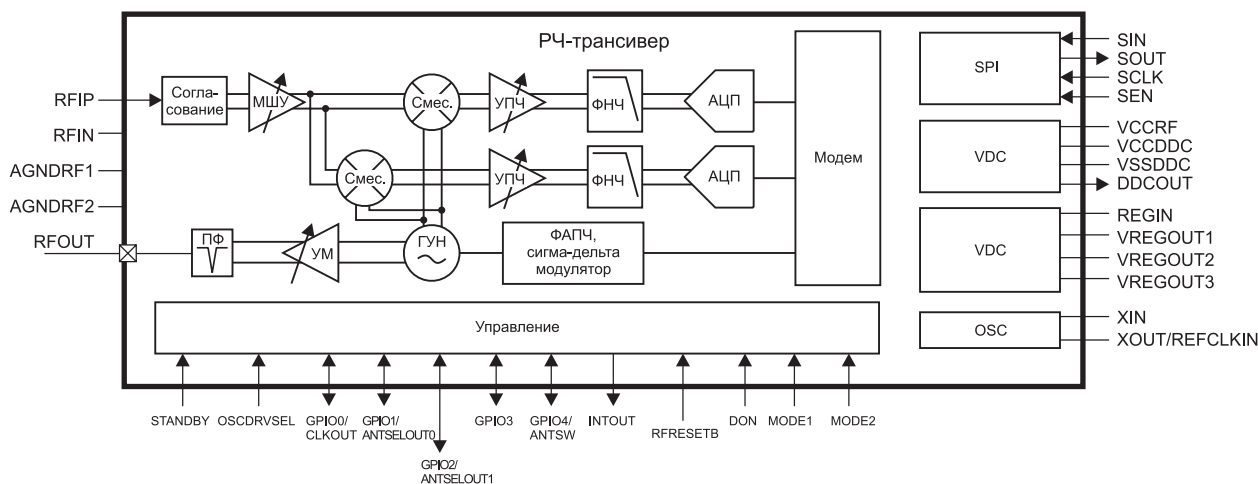 РЧ-трансивер
RFIP
RFIN
AGNDRF1
AGNDRF2
RFOUT
Согла-
сование
МШУ
Смес.
УПЧ
ФНЧ
АЦП
Смес.
УПЧ
ФНЧ
АЦП
Модем
ПФ
УМ
ГУН
ФАПЧ,
сигма-дельта
модулятор
Управление
SPI
SIN
SOUT
SCLK
SEN
VDC
VCCRF
VCCDDC
VSSDDC
DDCOUT
VDC
REGIN
VREGOUT1
VREGOUT2
VREGOUT3
OSC
XIN
XOUT/REFCLKIN
STANDBY
OSCDRVSEL
GPIO0/
CLKOUT
GPIO1/
ANTSELOUT0
GPIO2/
ANTSELOUT1
GPIO3
GPIO4/
ANTSW
INTOUT
RFRESETB
DON
MODE1
MODE2